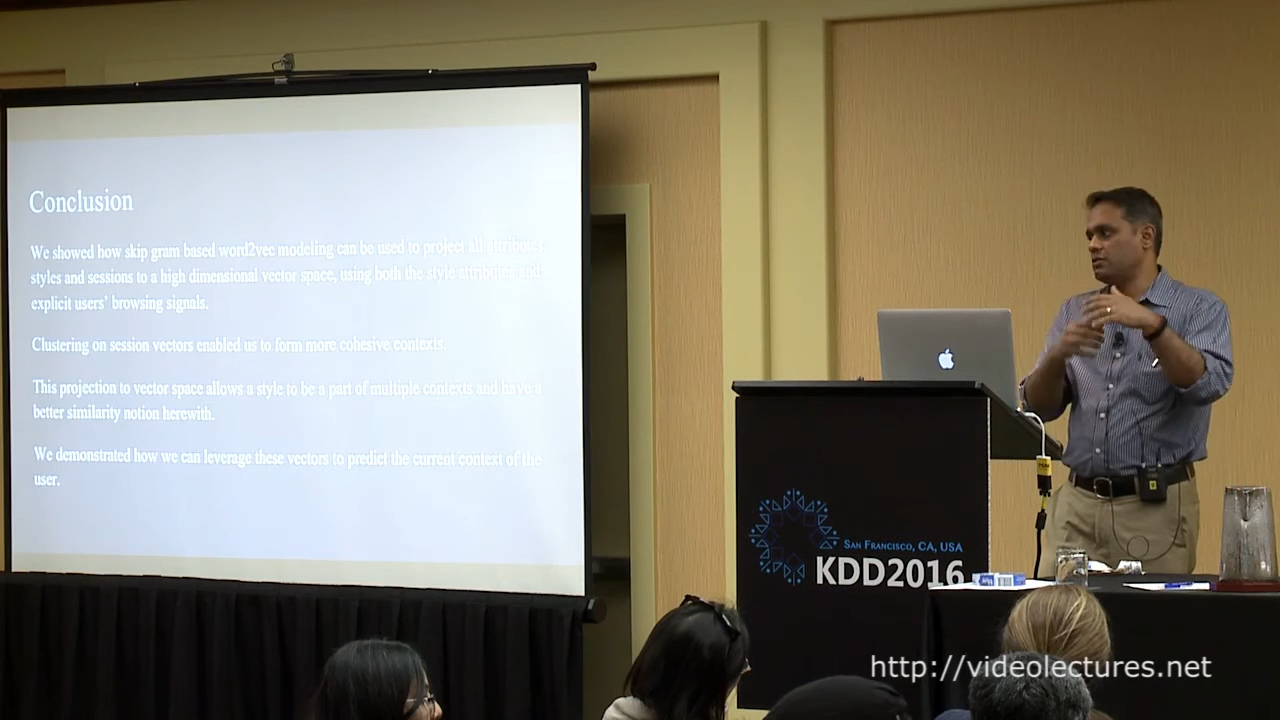 Conclusion
We showed how skip gram based word2vec modeling can be used to project all attributes,
styles and sessions to a high dimensional vector space, using both the style attributes and
explicit users' browsing signals.
Clustering on session vectors enabled us to form more cohesive contexts.
This projection to vector space allows a style to be a part of multiple contexts and have a
better similarity notion herewith.
We demonstrated how we can leverage these vectors to predict the current context of the
user.
SAN FRANCISCO, CA, USA
KDD2016
http://videolectures.net